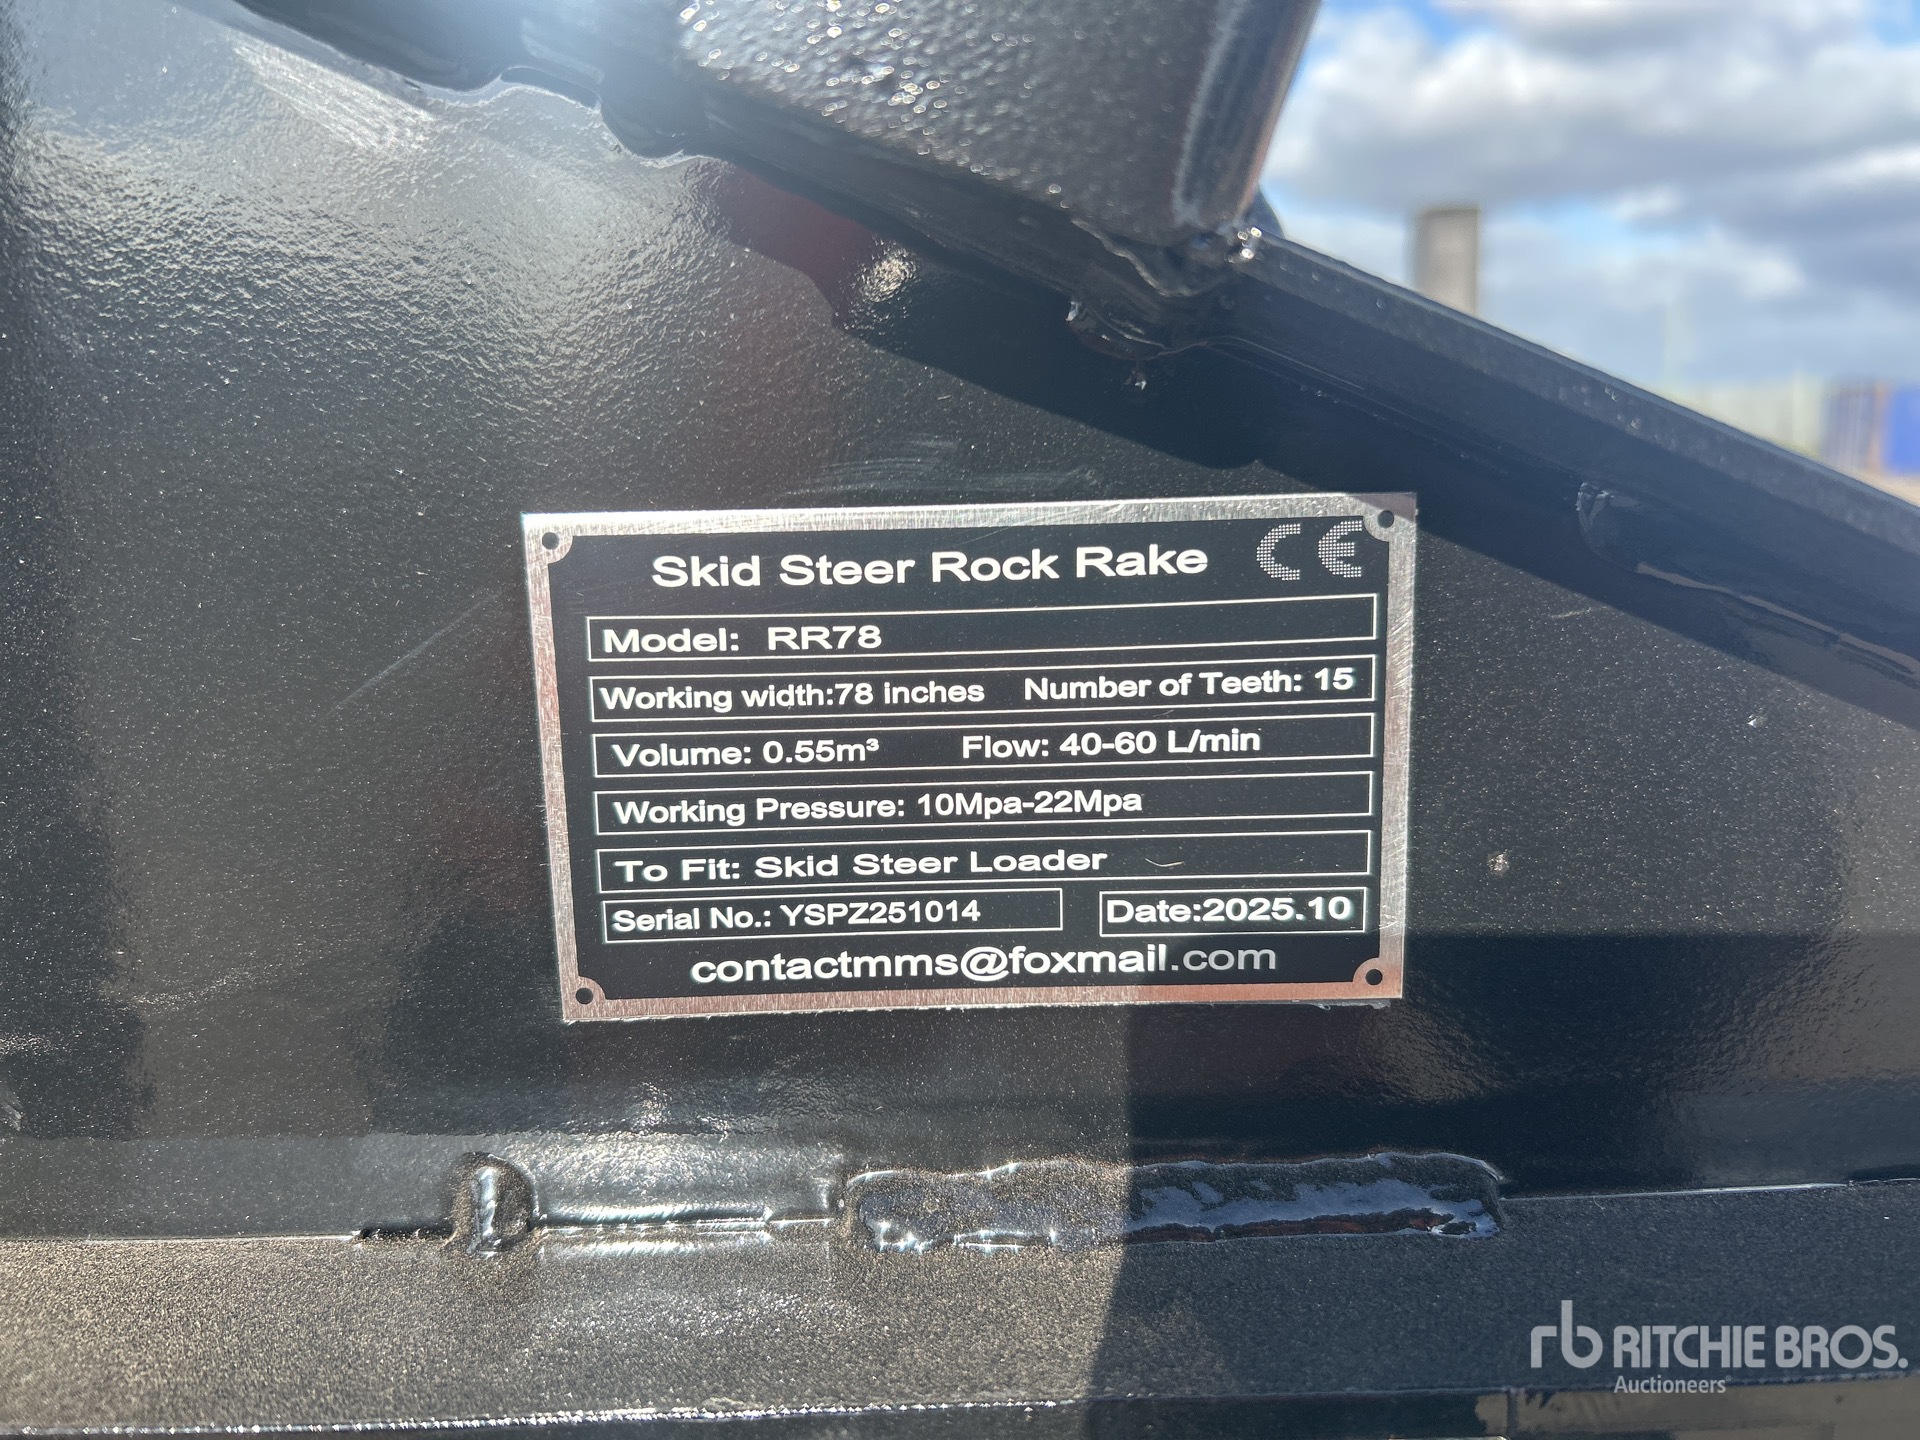 Skid Steer Rock Rake CE
Model: RR78
Working width:78 inches Number of Teeth: 15
Volume: 0.55m³ Flow: 40-60 L/min
Working Pressure: 10Mpa-22Mpa
To Fit: Skid Steer Loader
Serial No.: YSPZ251014 Date:2025.10
contactmms@foxmail.com
rb RITCHIE BROS.
Auctioneers